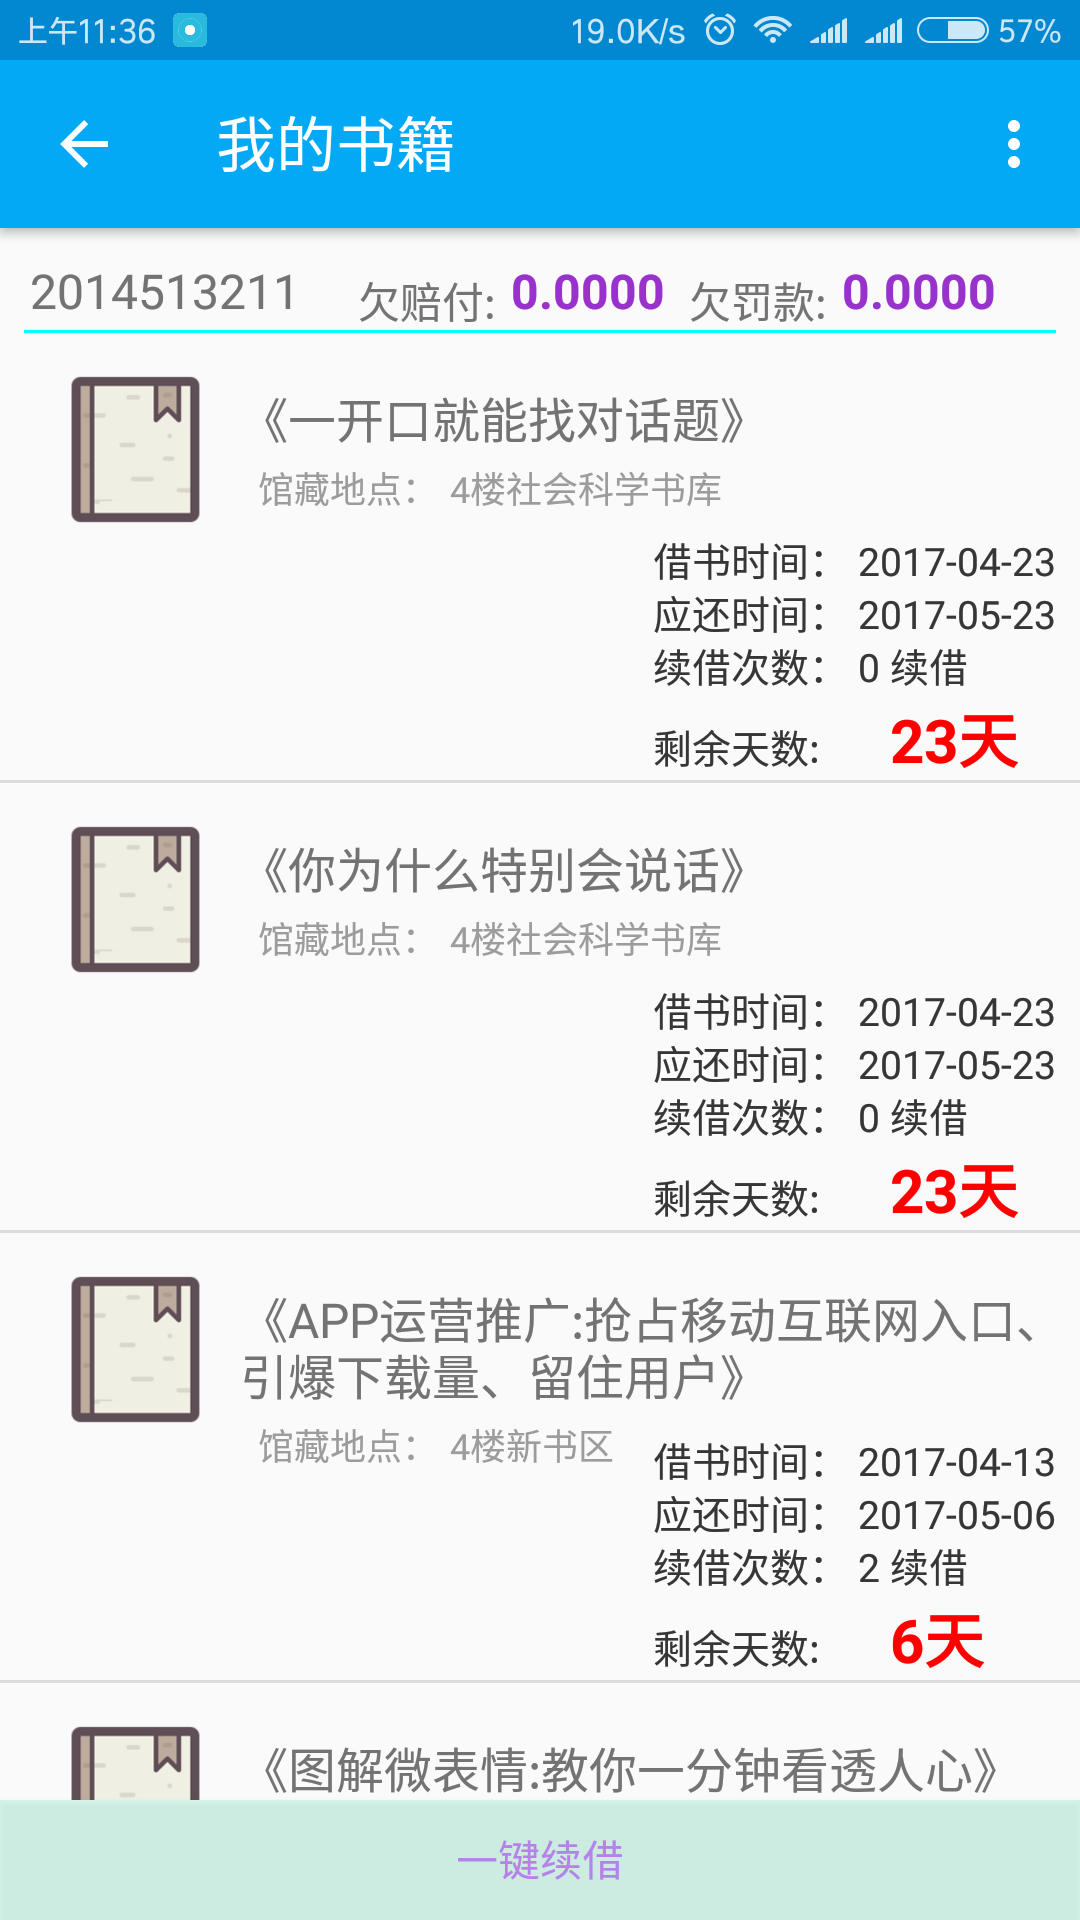 上午11:36 19.0K/s 57%
我的书籍
2014513211 欠赔付: 0.0000 欠罚款: 0.0000
《一开口就能找对话题》
馆藏地点： 4楼社会科学书库
借书时间： 2017-04-23
应还时间： 2017-05-23
续借次数： 0 续借
剩余天数: 23天
《你为什么特别会说话》
馆藏地点： 4楼社会科学书库
借书时间： 2017-04-23
应还时间： 2017-05-23
续借次数： 0 续借
剩余天数: 23天
《APP运营推广:抢占移动互联网入口、
引爆下载量、留住用户》
馆藏地点： 4楼新书区
借书时间： 2017-04-13
应还时间： 2017-05-06
续借次数： 2 续借
剩余天数: 6天
《图解微表情:教你一分钟看透人心》
一键续借